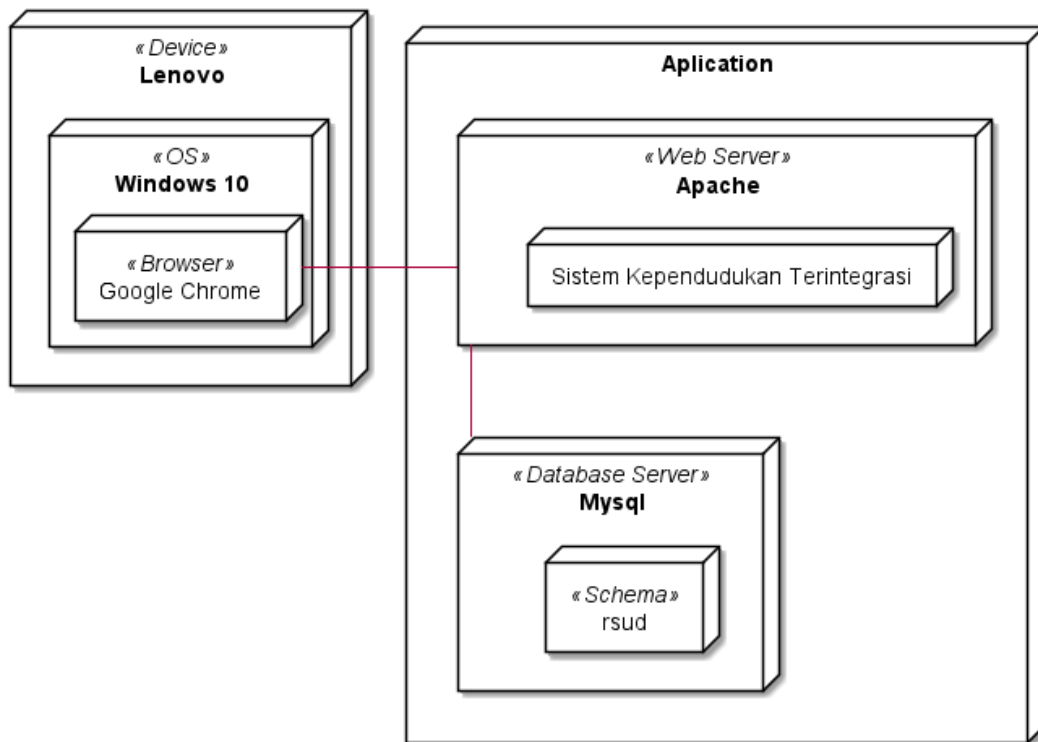 «Device»
Lenovo
«OS»
Windows 10
«Browser»
Google Chrome
Aplication
«Web Server»
Apache
Sistem Kependudukan Terintegrasi
«Database Server»
Mysql
«Schema»
rsud